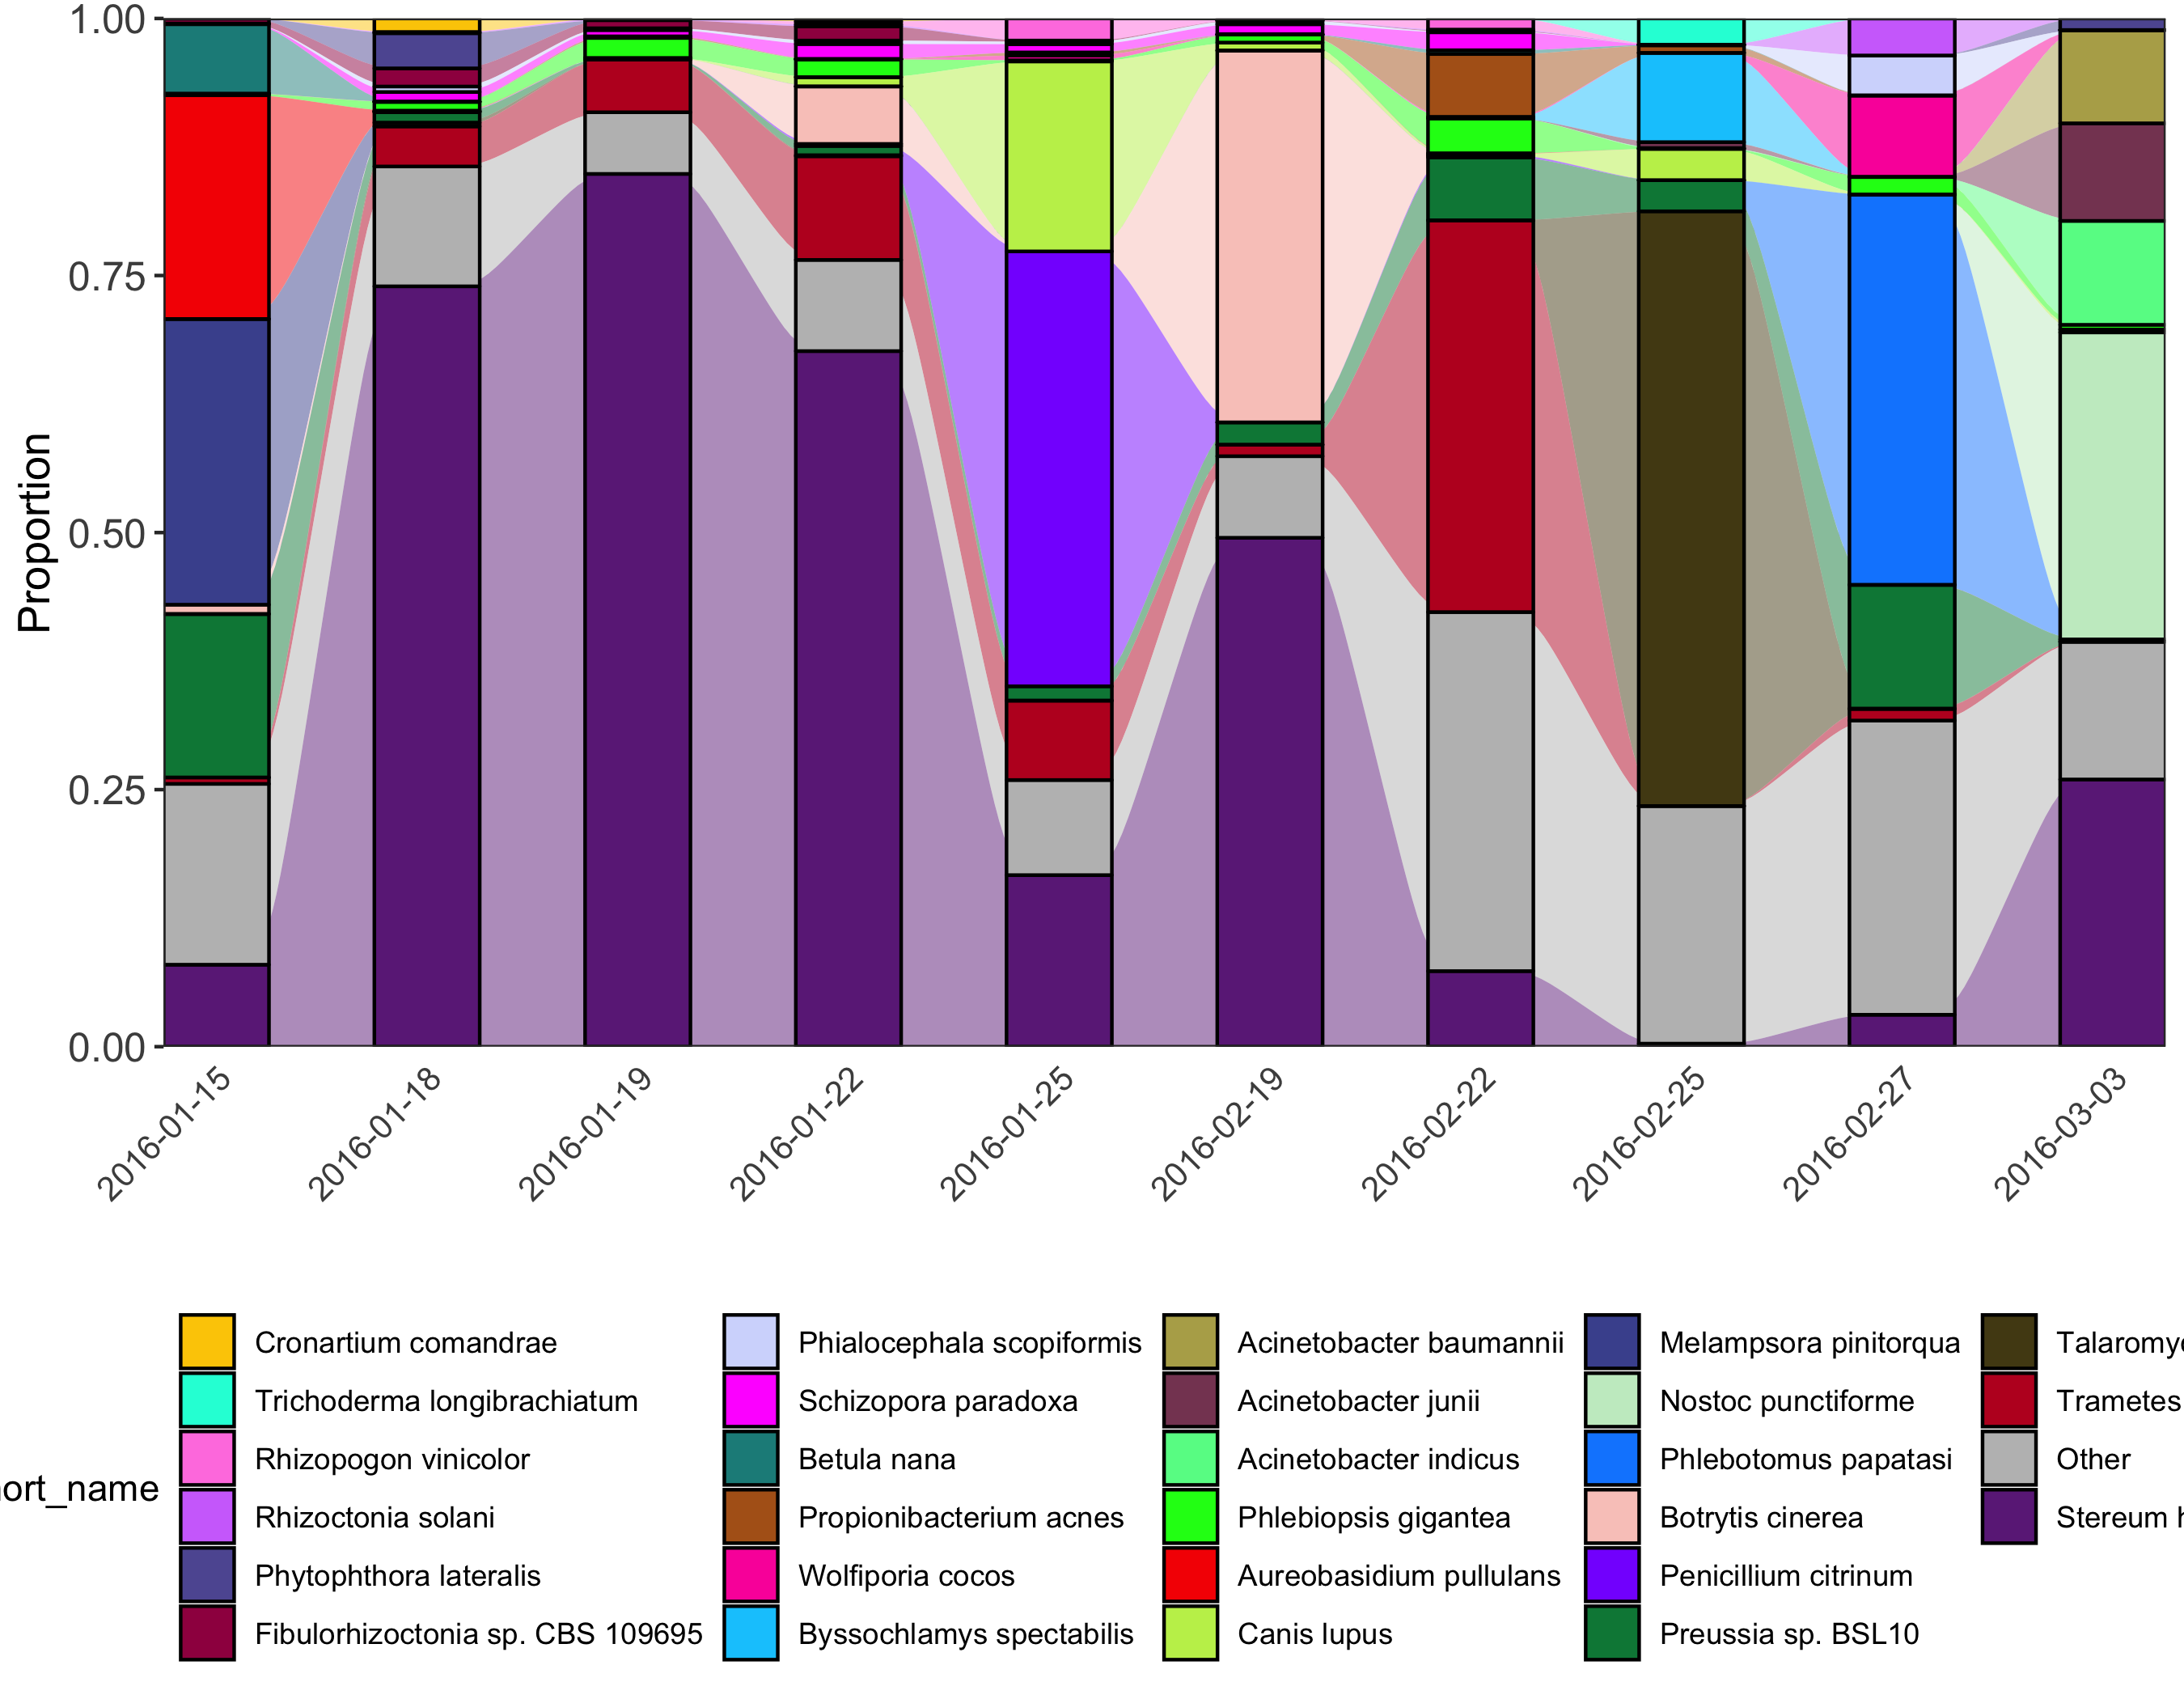 1.00
0.75
0.50
0.25
0.00
Proportion
2016-01-15
2016-01-18
2016-01-19
2016-01-22
2016-01-25
2016-02-19
2016-02-22
2016-02-25
2016-02-27
2016-03-03
ort_name
Cronartium comandrae
Trichoderma longibrachiatum
Rhizopogon vinicolor
Rhizoctonia solani
Phytophthora lateralis
Fibulorhizoctonia sp. CBS 109695
Phialocephala scopiformis
Schizopora paradoxa
Betula nana
Propionibacterium acnes
Wolfiporia cocos
Byssochlamys spectabilis
Acinetobacter baumannii
Acinetobacter junii
Acinetobacter indicus
Phlebiopsis gigantea
Aureobasidium pullulans
Canis lupus
Melampsora pinitorqua
Nostoc punctiforme
Phlebotomus papatasi
Botrytis cinerea
Penicillium citrinum
Preussia sp. BSL10
Talaromy
Trametes
Other
Stereum